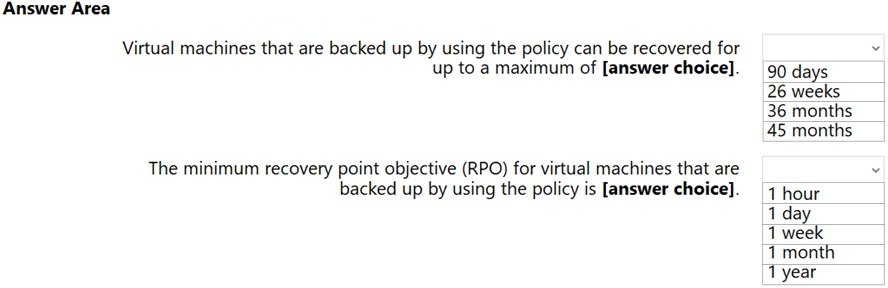 Answer Area
Virtual machines that are backed up by using the policy can be recovered for
up to a maximum of [answer choice].
90 days
26 weeks
36 months
45 months
The minimum recovery point objective (RPO) for virtual machines that are
backed up by using the policy is [answer choice].
1 hour
1 day
1 week
1 month
1 year